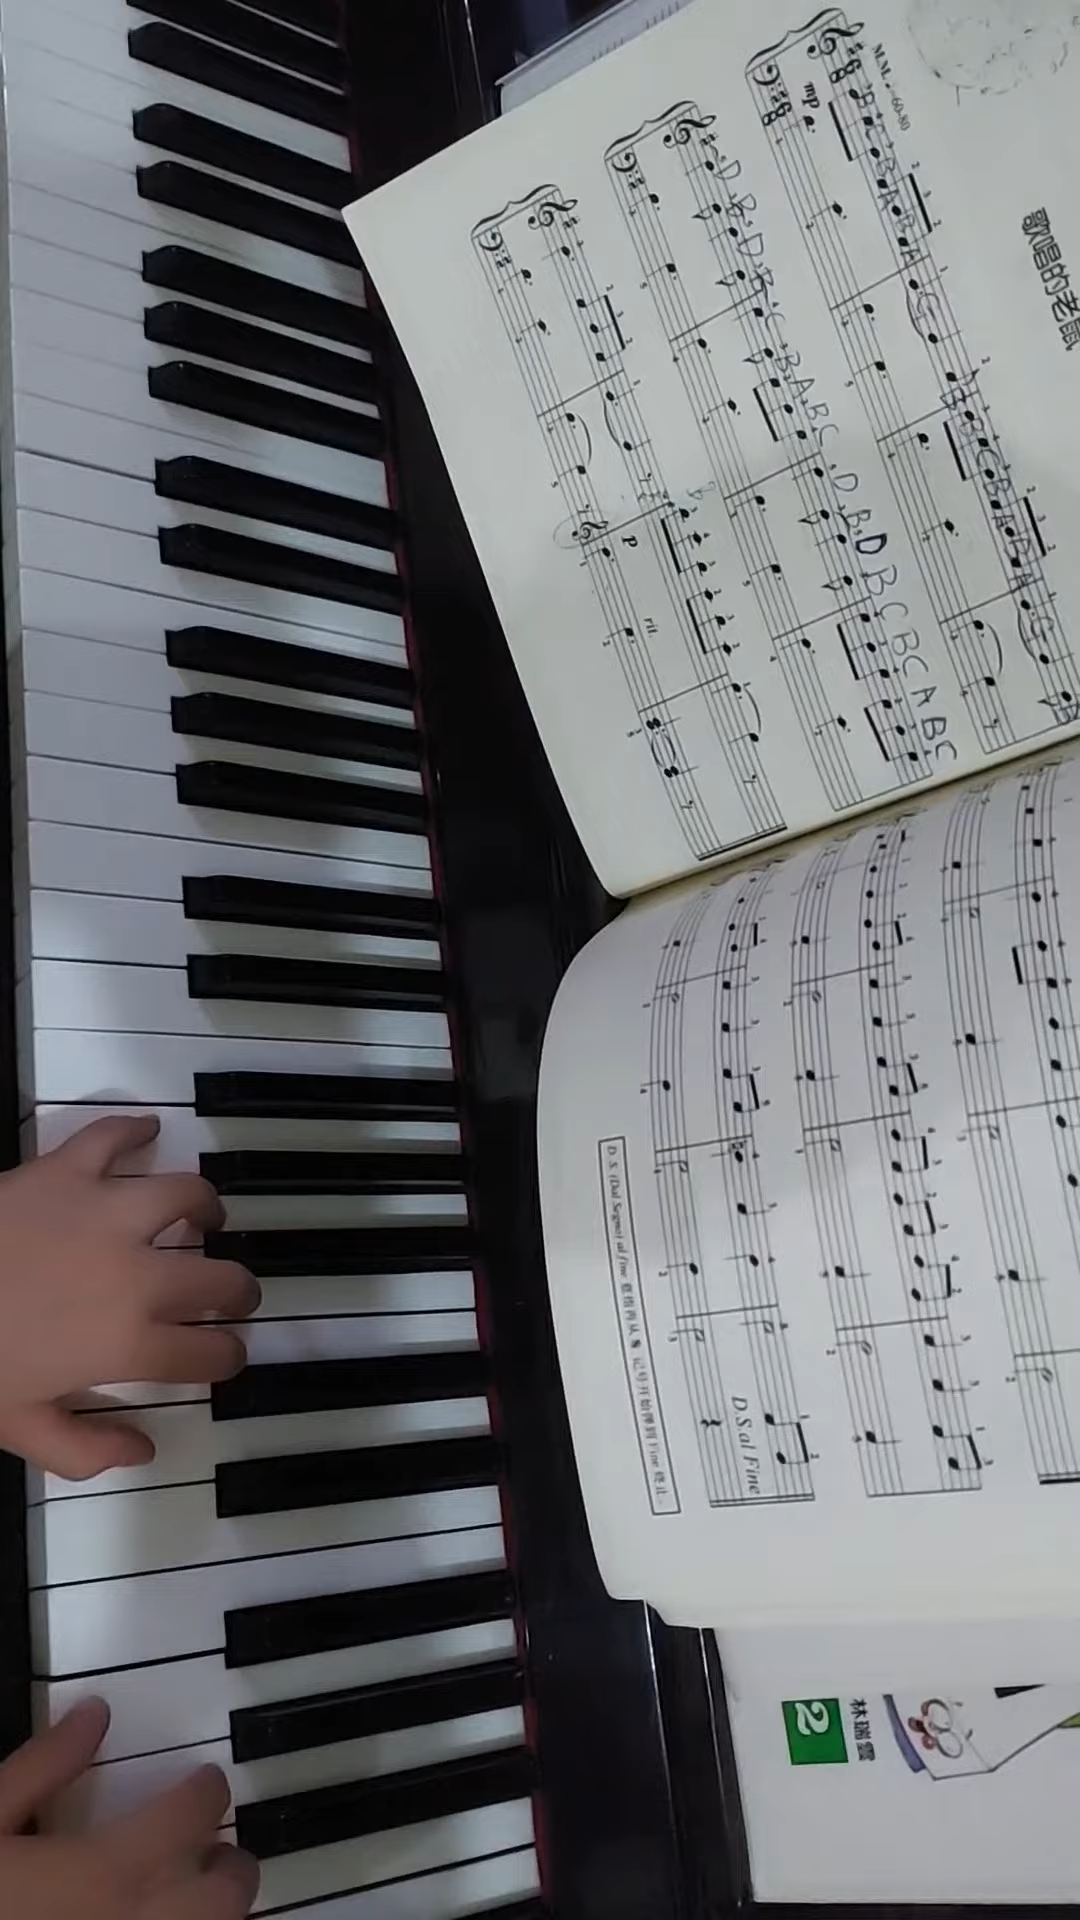 歌唱的老鼠
M.M. ♩.=60-80
mp
B C B A B A G
B B C B A B A G B
D B D B C B A B C
D B D B C B C A B C
B
p
rit.
D.S. al Fine
D.S. (Dal Segno) al fine 意指再从 𝄋 记号开始弹到 Fine 终止。
林瑞雲
2